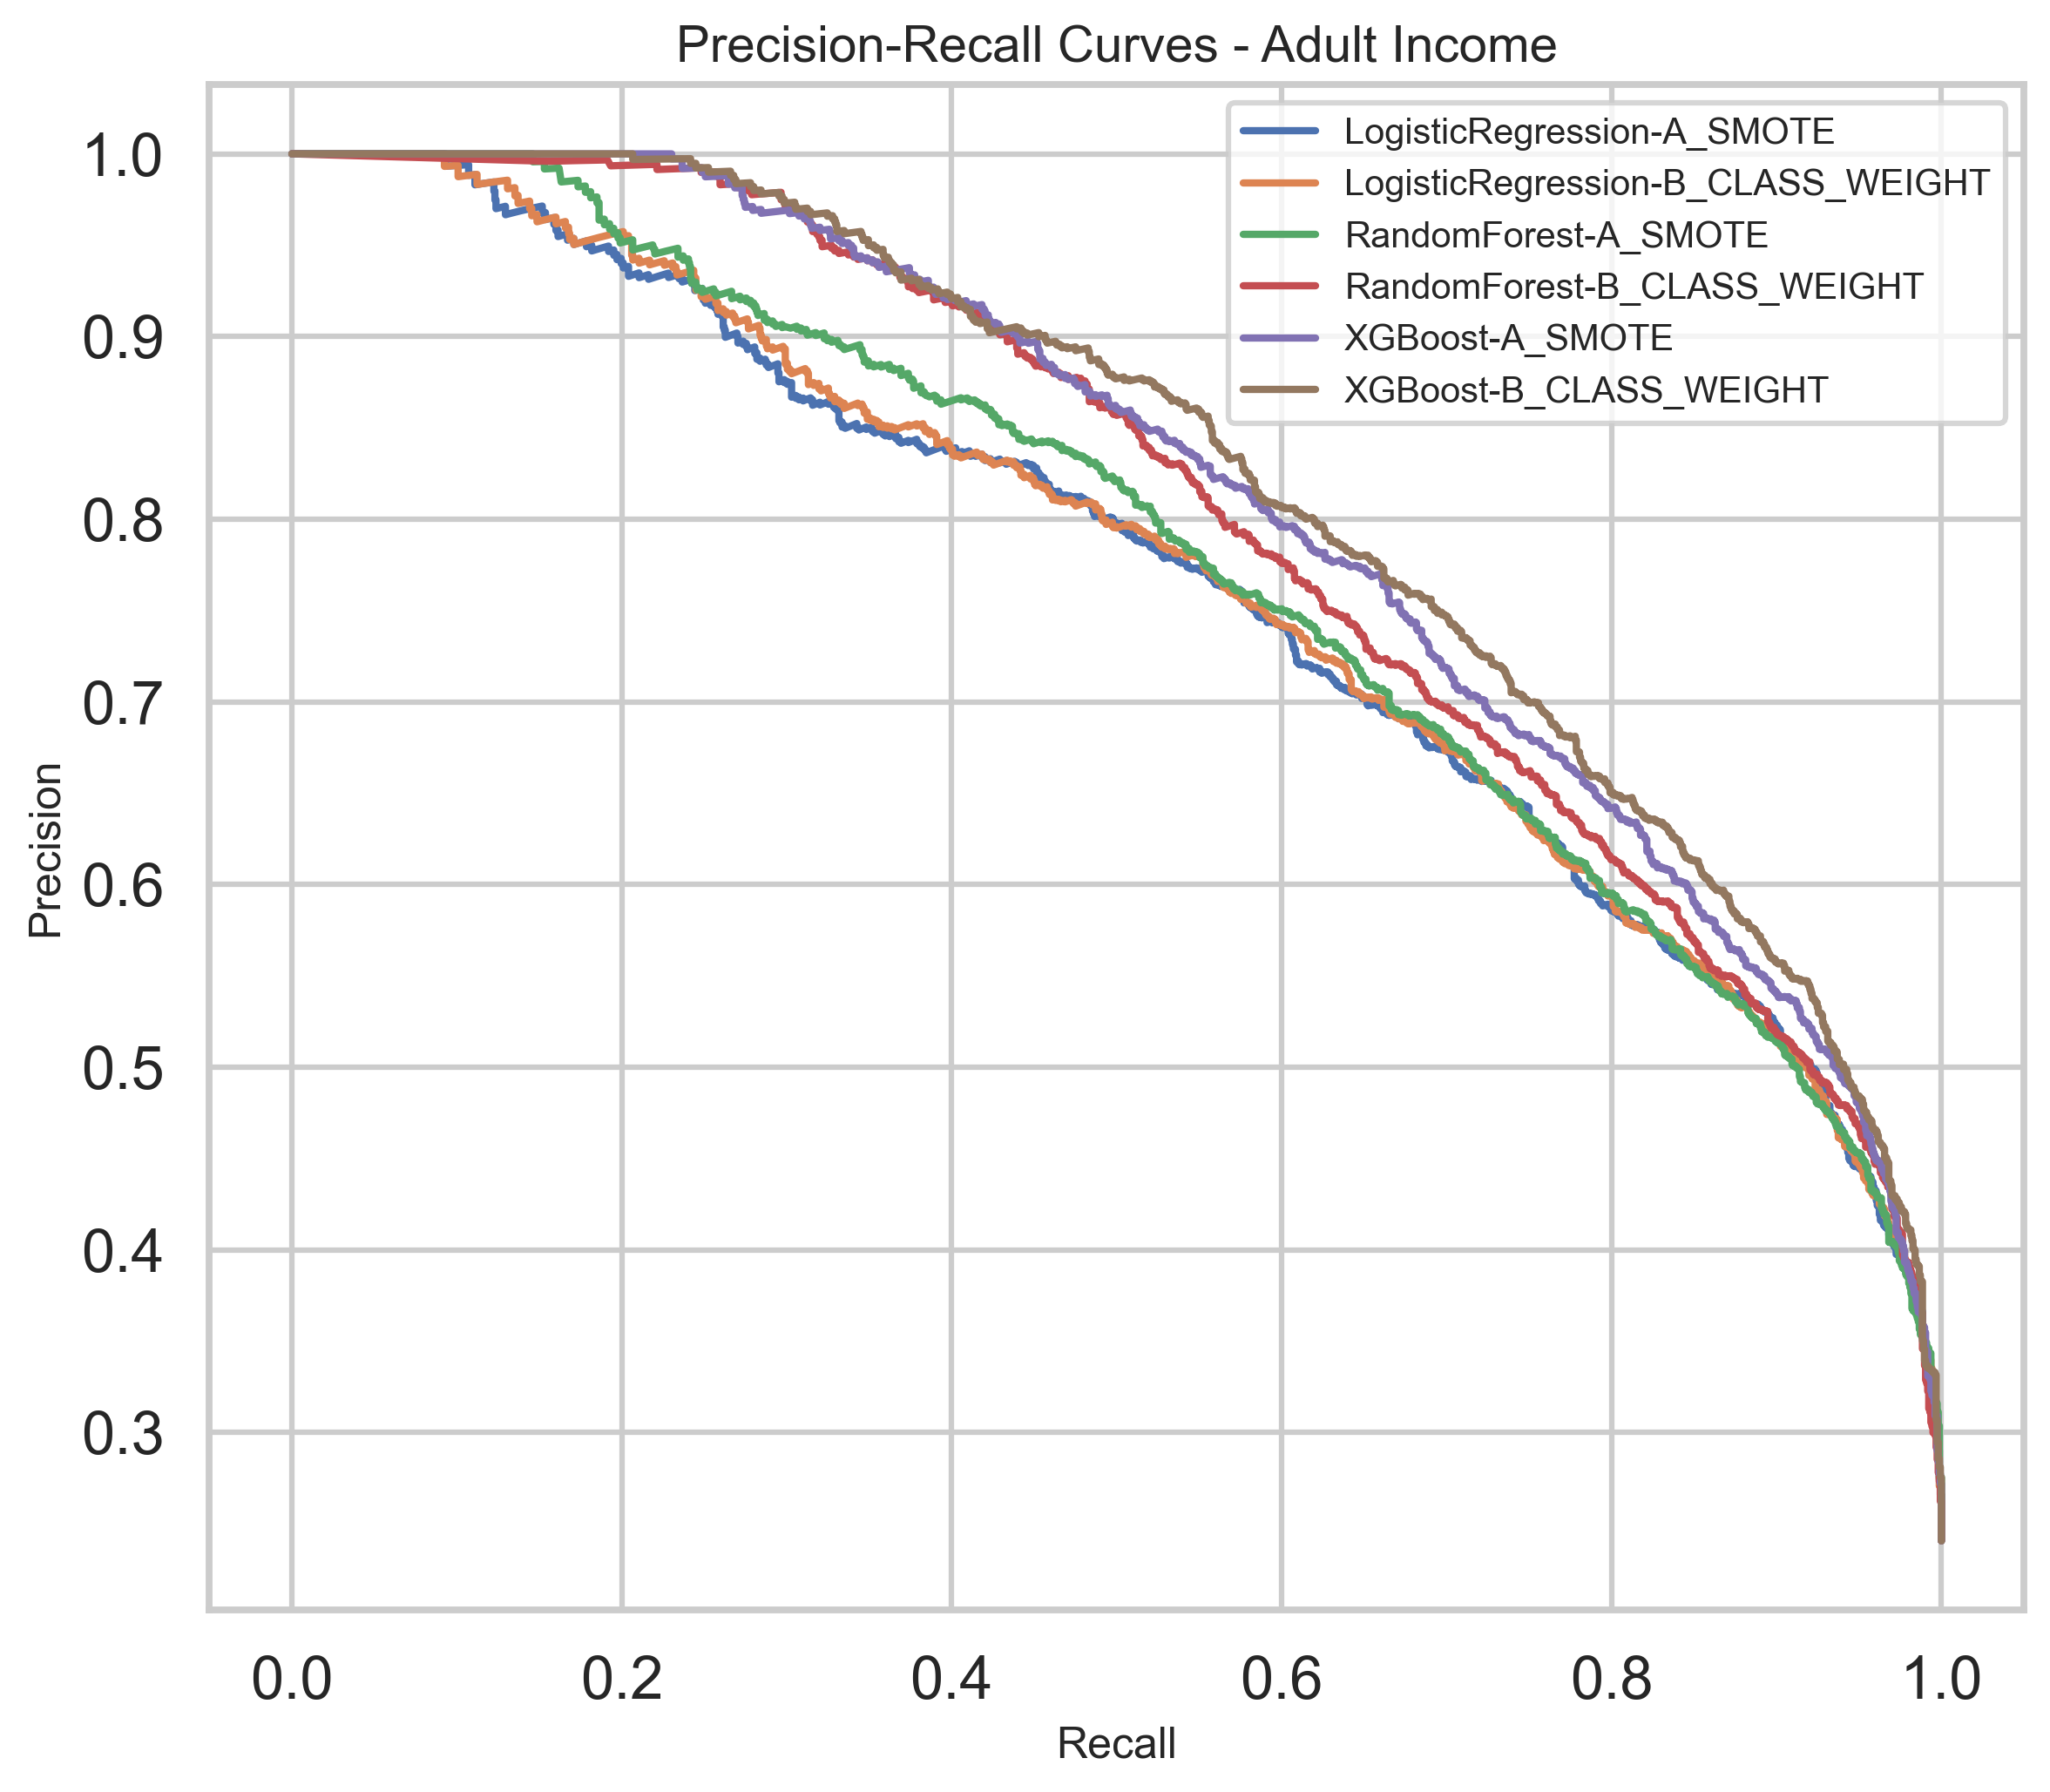 Precision-Recall Curves - Adult Income
LogisticRegression-A_SMOTE
LogisticRegression-B_CLASS_WEIGHT
RandomForest-A_SMOTE
RandomForest-B_CLASS_WEIGHT
XGBoost-A_SMOTE
XGBoost-B_CLASS_WEIGHT
Precision
1.0
0.9
0.8
0.7
0.6
0.5
0.4
0.3
0.0 0.2 0.4 0.6 0.8 1.0
Recall